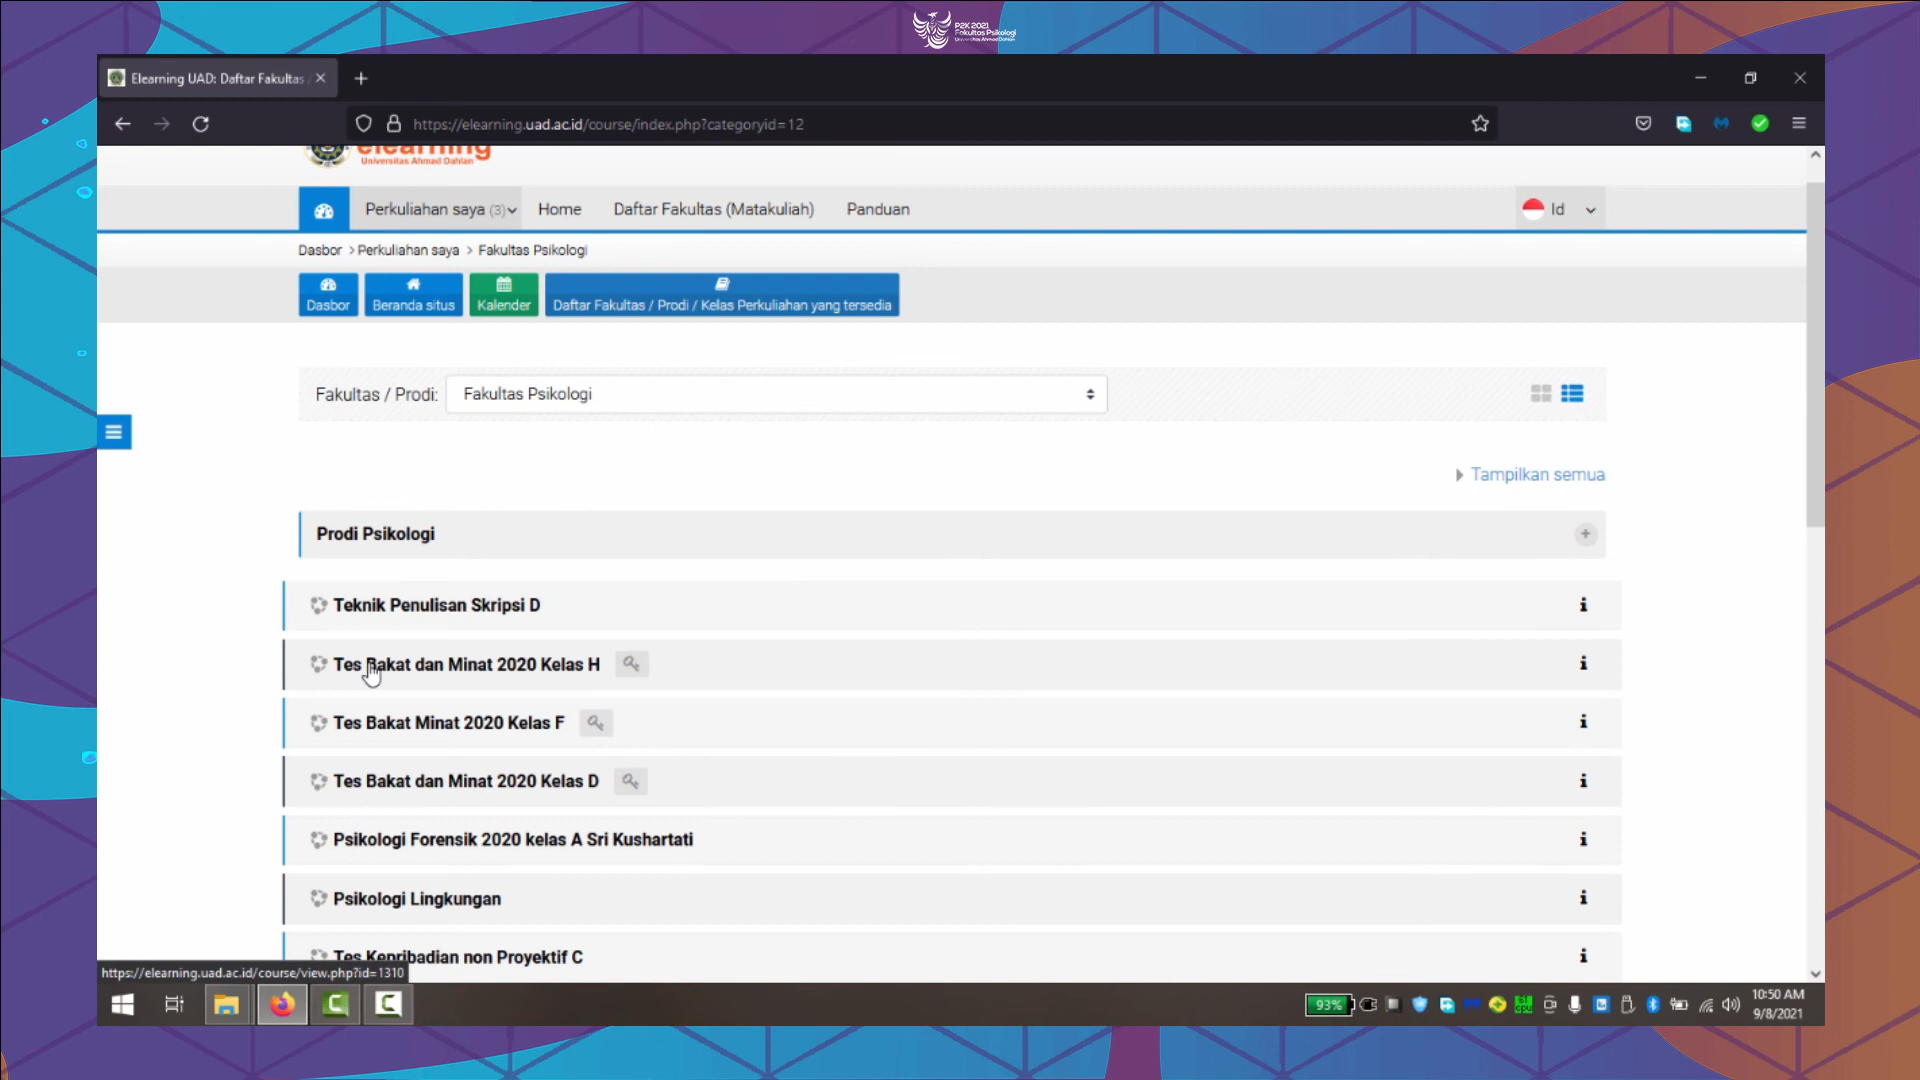 P2K 2021
Fakultas Psikologi
Universitas Ahmad Dahlan
Elearning UAD: Daftar Fakultas /
https://elearning.uad.ac.id/course/index.php?categoryid=12
elearning
Universitas Ahmad Dahlan
Perkuliahan saya (3) Home Daftar Fakultas (Matakuliah) Panduan Id
Dasbor > Perkuliahan saya > Fakultas Psikologi
Dasbor Beranda situs Kalender Daftar Fakultas / Prodi / Kelas Perkuliahan yang tersedia
Fakultas / Prodi: Fakultas Psikologi
Tampilkan semua
Prodi Psikologi
Teknik Penulisan Skripsi D
Tes Bakat dan Minat 2020 Kelas H
Tes Bakat Minat 2020 Kelas F
Tes Bakat dan Minat 2020 Kelas D
Psikologi Forensik 2020 kelas A Sri Kushartati
Psikologi Lingkungan
Tes Kepribadian non Proyektif C
https://elearning.uad.ac.id/course/view.php?id=1310
93%
10:50 AM
9/8/2021